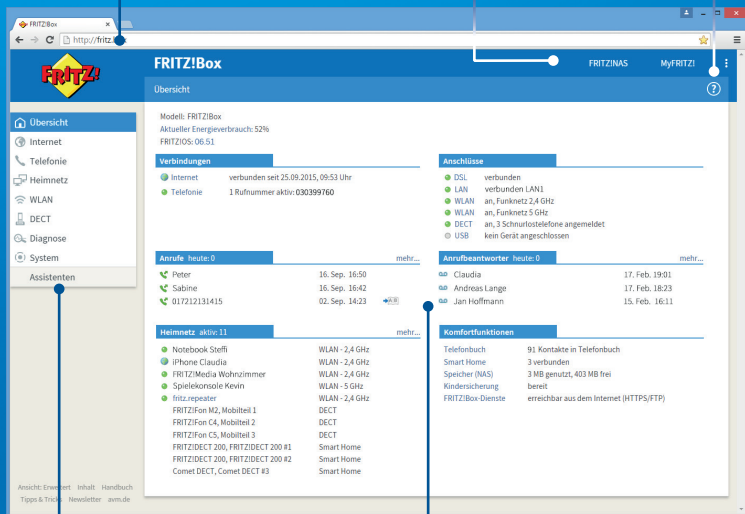 FRITZ!Box
http://fritz.box
FRITZ!
FRITZ!Box
FRITZ!NAS
MyFRITZ!
Übersicht
?
Übersicht
Internet
Telefonie
Heimnetz
WLAN
DECT
Diagnose
System
Assistenten
Modell: FRITZ!Box
Aktueller Energieverbrauch: 52%
FRITZ!OS: 06.51
Verbindungen
Internet verbunden seit 25.09.2015, 09:53 Uhr
Telefonie 1 Rufnummer aktiv: 030399760
Anschlüsse
DSL verbunden
LAN verbunden LAN1
WLAN an, Funknetz 2,4 GHz
WLAN an, Funknetz 5 GHz
DECT an, 3 Schnurlostelefone angemeldet
USB kein Gerät angeschlossen
Anrufe heute: 0 mehr...
Peter 16. Sep. 16:50
Sabine 16. Sep. 16:42
017212131415 02. Sep. 14:23
Anrufbeantworter heute: 0 mehr...
Claudia 17. Feb. 19:01
Andreas Lange 17. Feb. 18:23
Jan Hoffmann 15. Feb. 16:11
Heimnetz aktiv: 11 mehr...
Notebook Steffi WLAN - 2,4 GHz
iPhone Claudia WLAN - 2,4 GHz
FRITZ!Media Wohnzimmer WLAN - 2,4 GHz
Spielekonsole Kevin WLAN - 5 GHz
fritz.repeater WLAN - 2,4 GHz
FRITZ!Fon M2, Mobilteil 1 DECT
FRITZ!Fon C4, Mobilteil 2 DECT
FRITZ!Fon C5, Mobilteil 3 DECT
FRITZ!DECT 200, FRITZ!DECT 200 #1 Smart Home
FRITZ!DECT 200, FRITZ!DECT 200 #2 Smart Home
Comet DECT, Comet DECT #3 Smart Home
Komfortfunktionen
Telefonbuch 91 Kontakte in Telefonbuch
Smart Home 3 verbunden
Speicher (NAS) 3 MB genutzt, 403 MB frei
Kindersicherung bereit
FRITZ!Box-Dienste erreichbar aus dem Internet (HTTPS/FTP)
Ansicht: Erweitert Inhalt Handbuch
Tipps & Tricks Newsletter avm.de